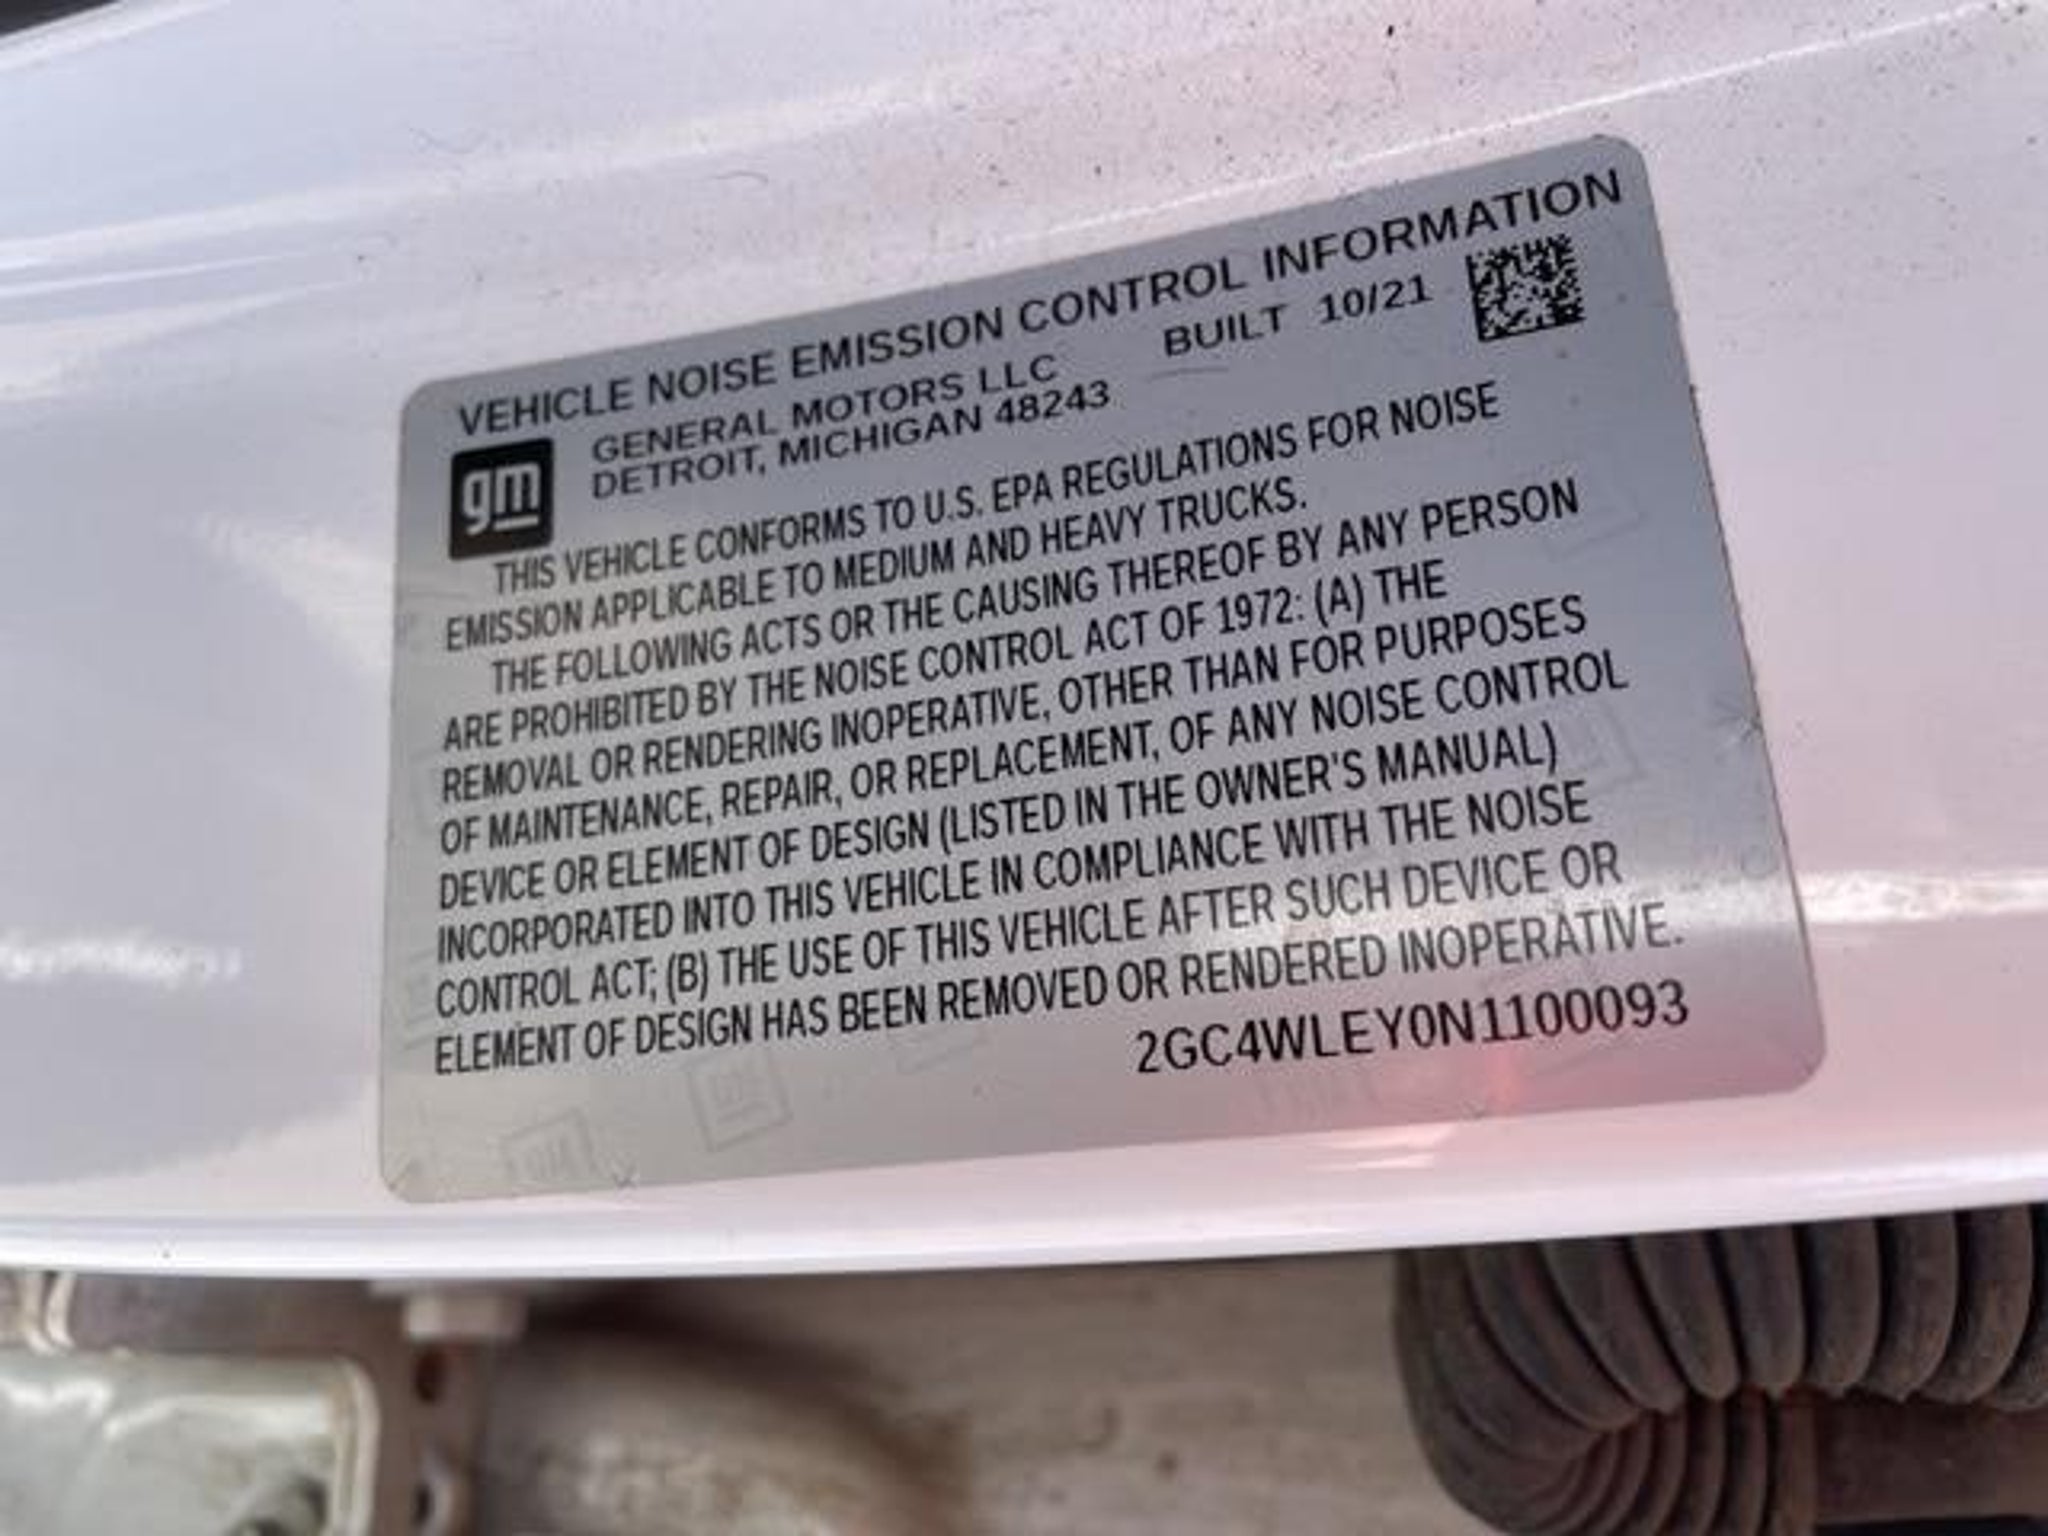 VEHICLE NOISE EMISSION CONTROL INFORMATION
GENERAL MOTORS LLC BUILT 10/21
DETROIT, MICHIGAN 48243
gm
THIS VEHICLE CONFORMS TO U.S. EPA REGULATIONS FOR NOISE
EMISSION APPLICABLE TO MEDIUM AND HEAVY TRUCKS.
THE FOLLOWING ACTS OR THE CAUSING THEREOF BY ANY PERSON
ARE PROHIBITED BY THE NOISE CONTROL ACT OF 1972: (A) THE
REMOVAL OR RENDERING INOPERATIVE, OTHER THAN FOR PURPOSES
OF MAINTENANCE, REPAIR, OR REPLACEMENT, OF ANY NOISE CONTROL
DEVICE OR ELEMENT OF DESIGN (LISTED IN THE OWNER'S MANUAL)
INCORPORATED INTO THIS VEHICLE IN COMPLIANCE WITH THE NOISE
CONTROL ACT; (B) THE USE OF THIS VEHICLE AFTER SUCH DEVICE OR
ELEMENT OF DESIGN HAS BEEN REMOVED OR RENDERED INOPERATIVE.
2GC4WLEY0N1100093